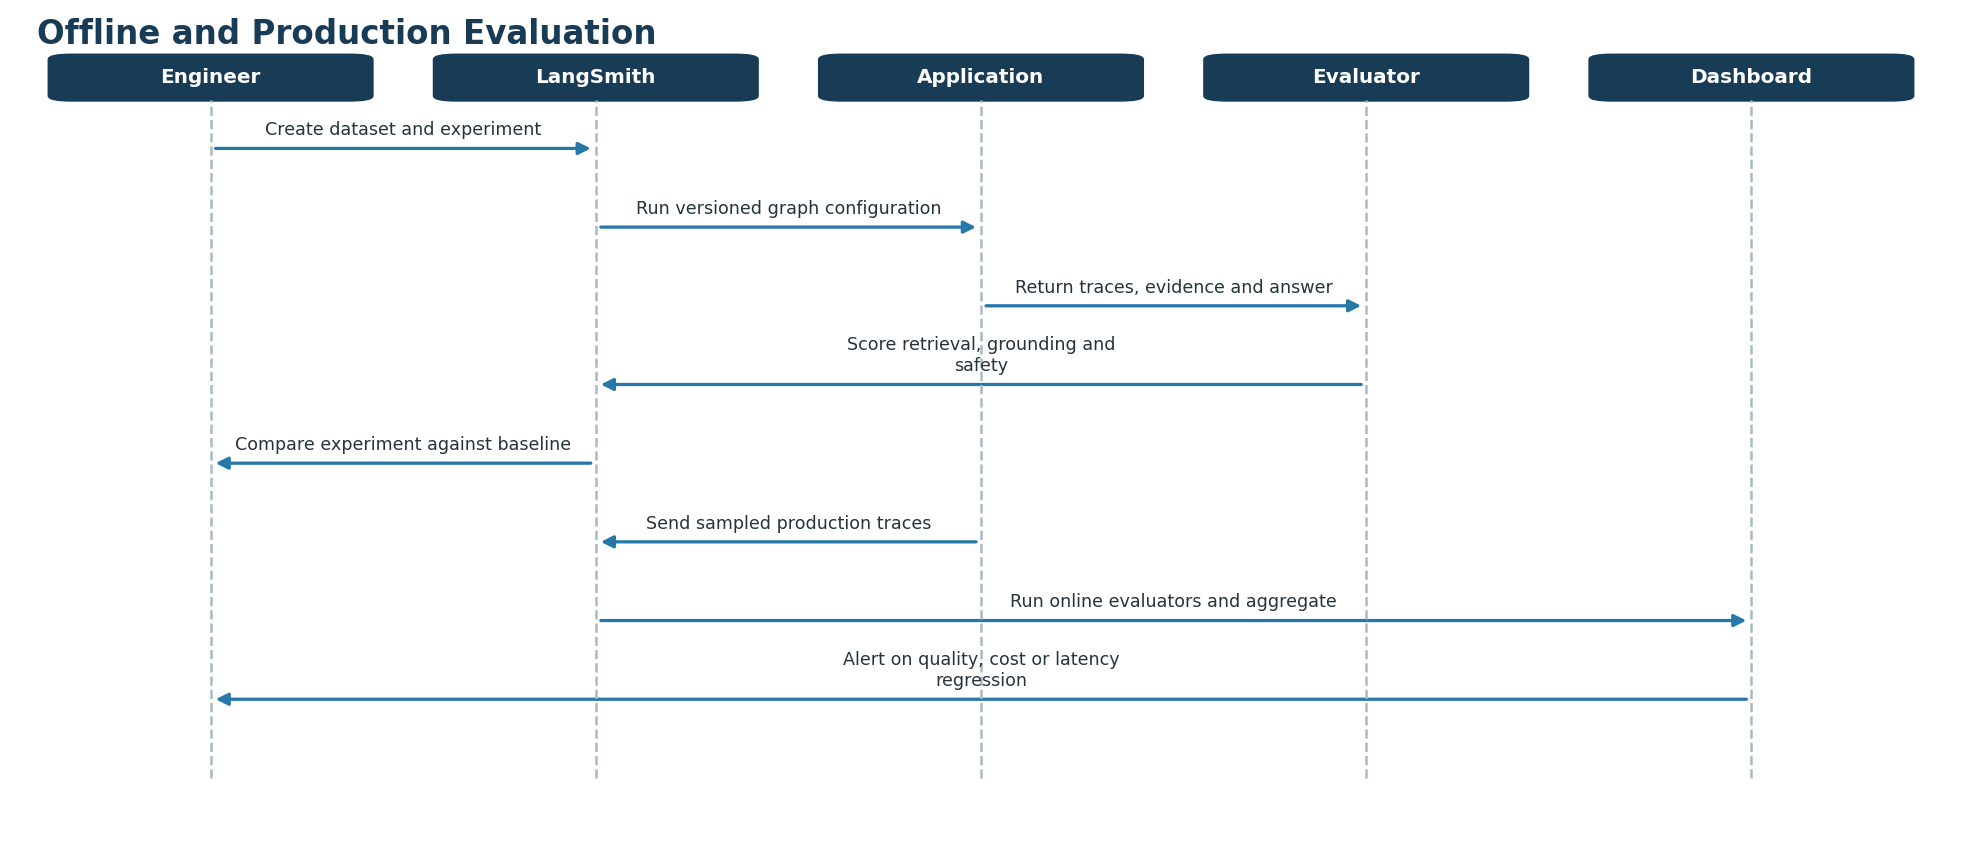 Offline and Production Evaluation
Engineer
LangSmith
Application
Evaluator
Dashboard
Create dataset and experiment
Run versioned graph configuration
Return traces, evidence and answer
Score retrieval, grounding and
safety
Compare experiment against baseline
Send sampled production traces
Run online evaluators and aggregate
Alert on quality, cost or latency
regression